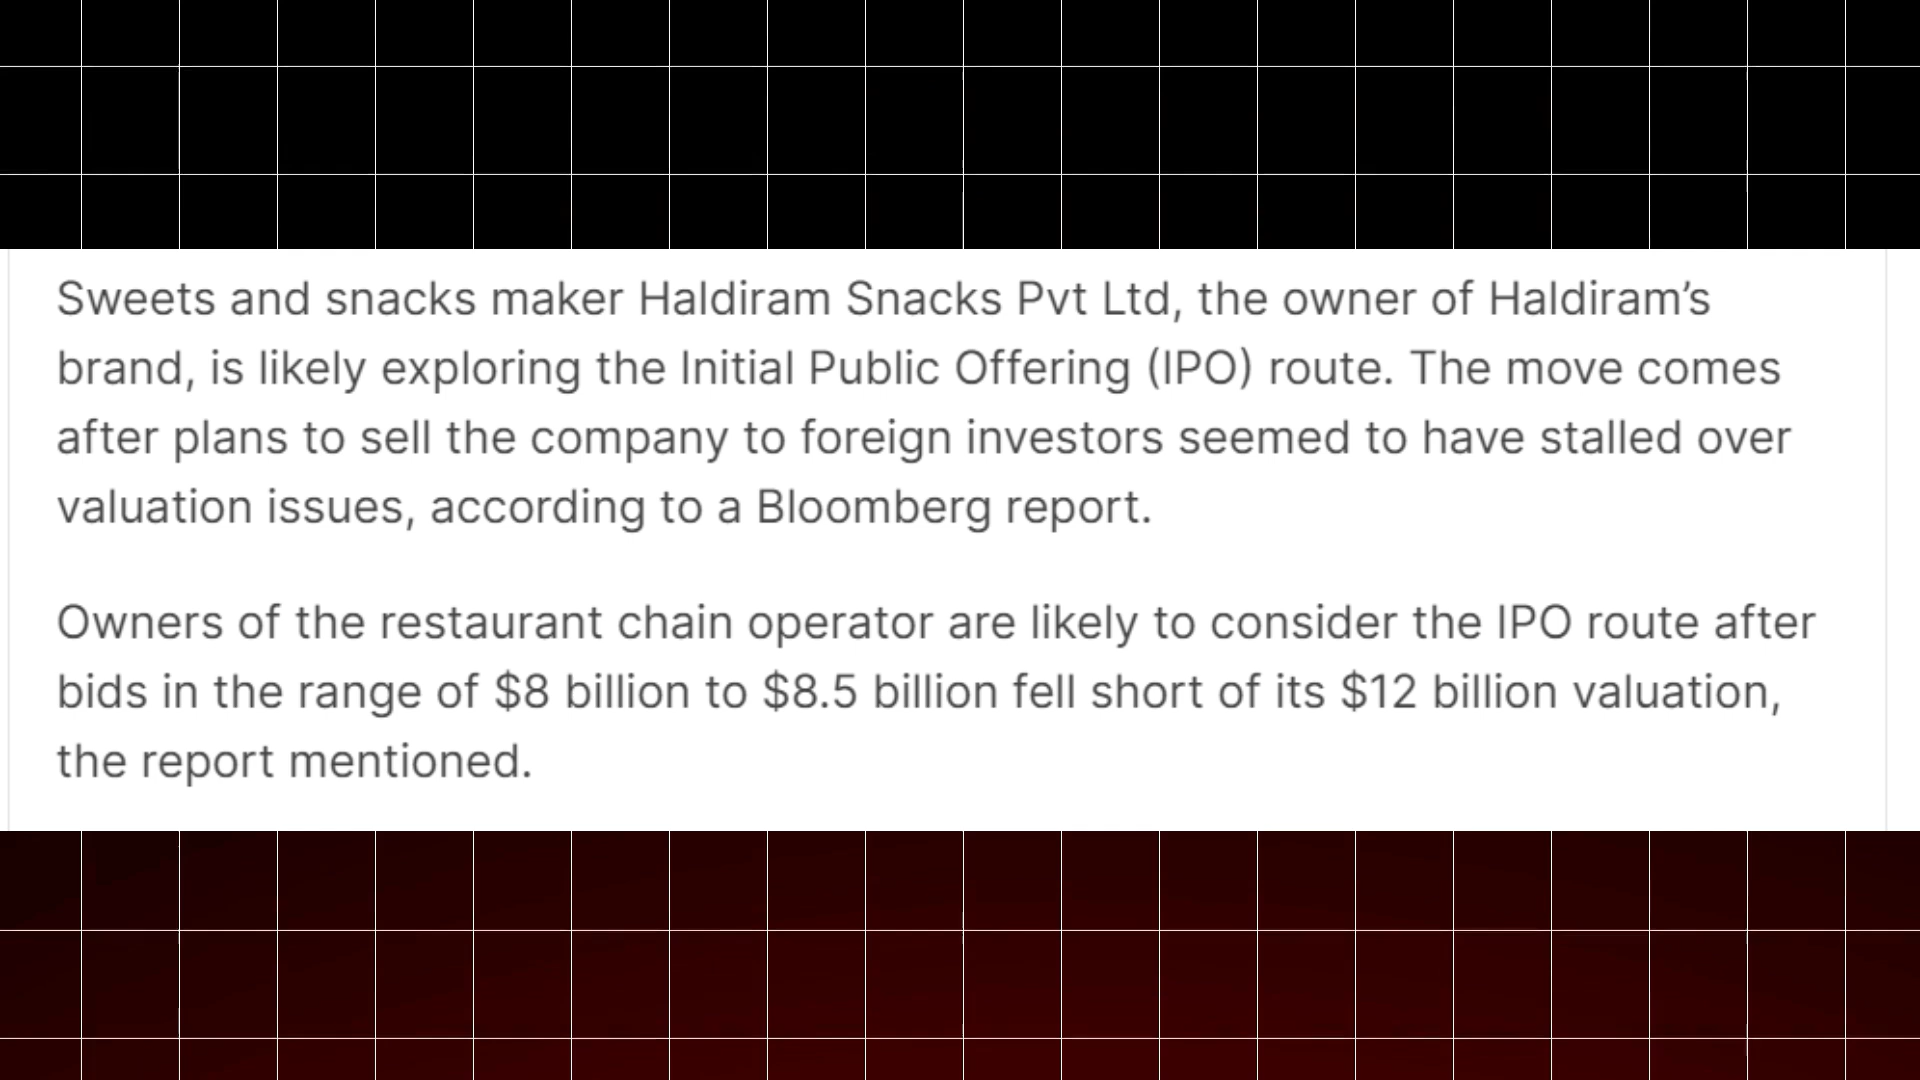 Sweets and snacks maker Haldiram Snacks Pvt Ltd, the owner of Haldiram’s
brand, is likely exploring the Initial Public Offering (IPO) route. The move comes
after plans to sell the company to foreign investors seemed to have stalled over
valuation issues, according to a Bloomberg report.
Owners of the restaurant chain operator are likely to consider the IPO route after
bids in the range of $8 billion to $8.5 billion fell short of its $12 billion valuation,
the report mentioned.